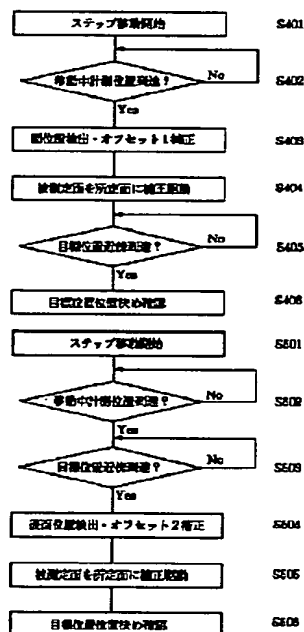 ステップ移動開始 S401
移動中計測位置到達? No S402
Yes
面位置検出・オフセット1補正 S403
被測定面を所定面に補正駆動 S404
目標位置近傍到達? No S405
Yes
目標位置位置決め確認 S406
ステップ移動開始 S501
移動中計測位置到達? No S502
Yes
目標位置近傍到達? No S503
Yes
面位置検出・オフセット2補正 S504
被測定面を所定面に補正駆動 S505
目標位置位置決め確認 S506